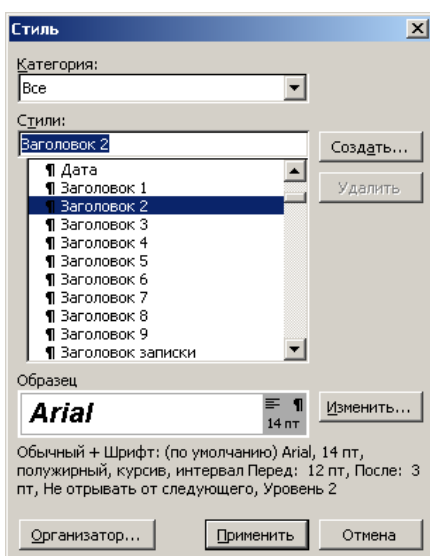 Стиль
Категория:
Все
Стили:
Заголовок 2
Создать...
¶ Дата
¶ Заголовок 1
Удалить
¶ Заголовок 2
¶ Заголовок 3
¶ Заголовок 4
¶ Заголовок 5
¶ Заголовок 6
¶ Заголовок 7
¶ Заголовок 8
¶ Заголовок 9
¶ Заголовок записки
Образец
Arial
¶
14 пт
Изменить...
Обычный + Шрифт: (по умолчанию) Arial, 14 пт,
полужирный, курсив, интервал Перед: 12 пт, После: 3
пт, Не отрывать от следующего, Уровень 2
Организатор...
Применить
Отмена